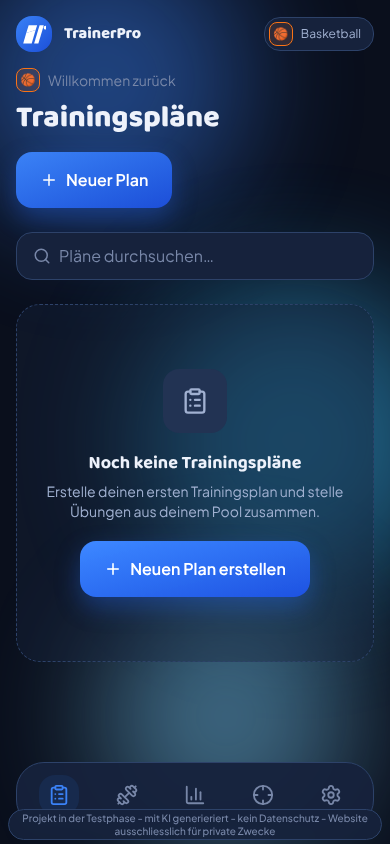 TrainerPro
Basketball
Willkommen zurück
Trainingspläne
Neuer Plan
Pläne durchsuchen...
Noch keine Trainingspläne
Erstelle deinen ersten Trainingsplan und stelle
Übungen aus deinem Pool zusammen.
Neuen Plan erstellen
Projekt in der Testphase – mit KI generieriert – kein Datenschutz – Website
ausschliesslich für private Zwecke